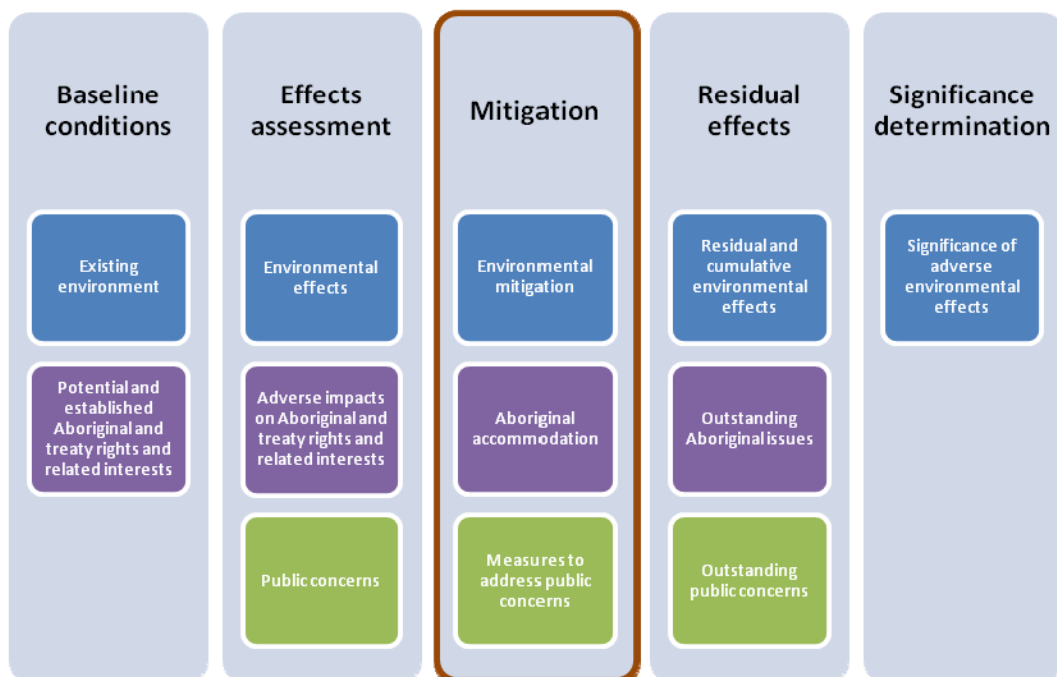 Baseline
conditions
Existing
environment
Potential and
established
Aboriginal and
treaty rights and
related interests
Effects
assessment
Environmental
effects
Adverse impacts
on Aboriginal and
treaty rights and
related interests
Public concerns
Mitigation
Environmental
mitigation
Aboriginal
accommodation
Measures to
address public
concerns
Residual
effects
Residual and
cumulative
environmental
effects
Outstanding
Aboriginal issues
Outstanding
public concerns
Significance
determination
Significance of
adverse
environmental
effects